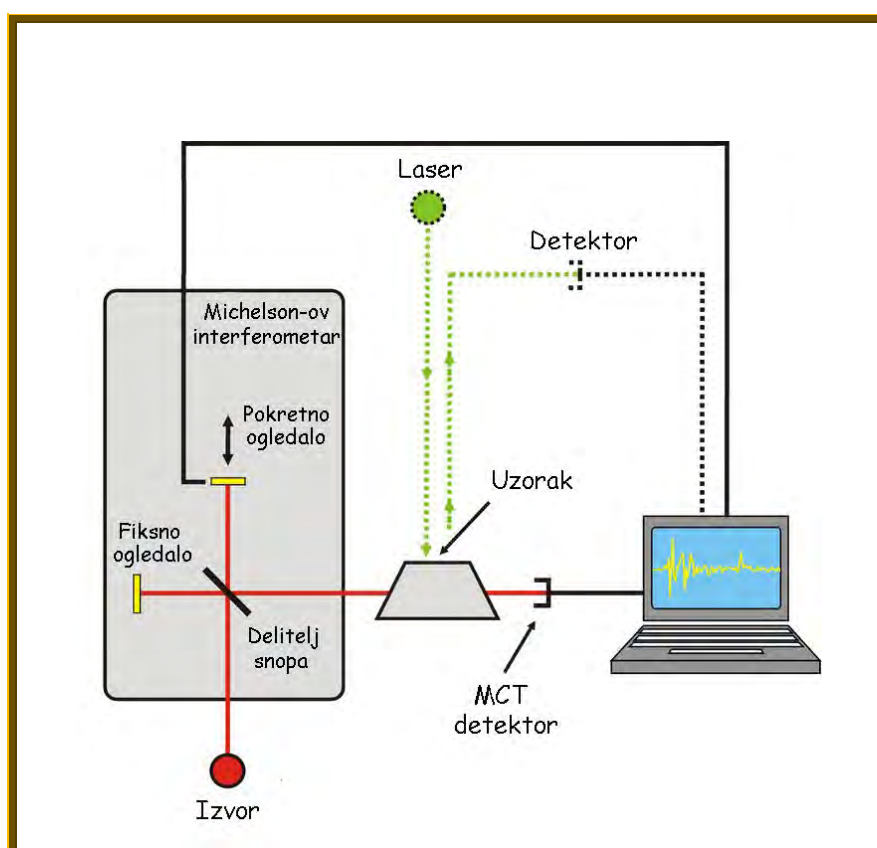 Laser
Detektor
Michelson-ov
interferometar
Pokretno
ogledalo
Uzorak
Fiksno
ogledalo
Delitelj
snopa
MCT
detektor
Izvor